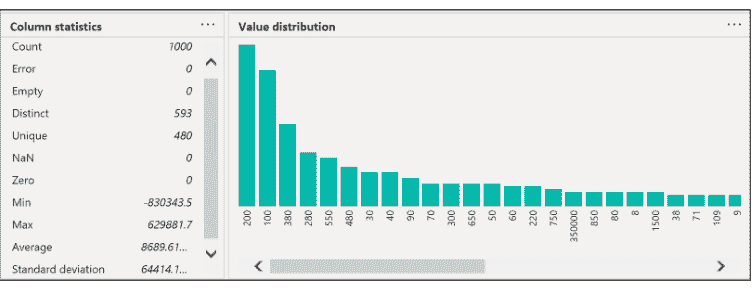 Column statistics ...
Count 1000
Error 0
Empty 0
Distinct 593
Unique 480
NaN 0
Zero 0
Min -830343.5
Max 629881.7
Average 8689.61...
Standard deviation 64414.1...
Value distribution ...
200 100 380 280 550 480 30 40 90 70 300 650 50 60 220 750 350000 850 80 8 1500 38 71 109 9